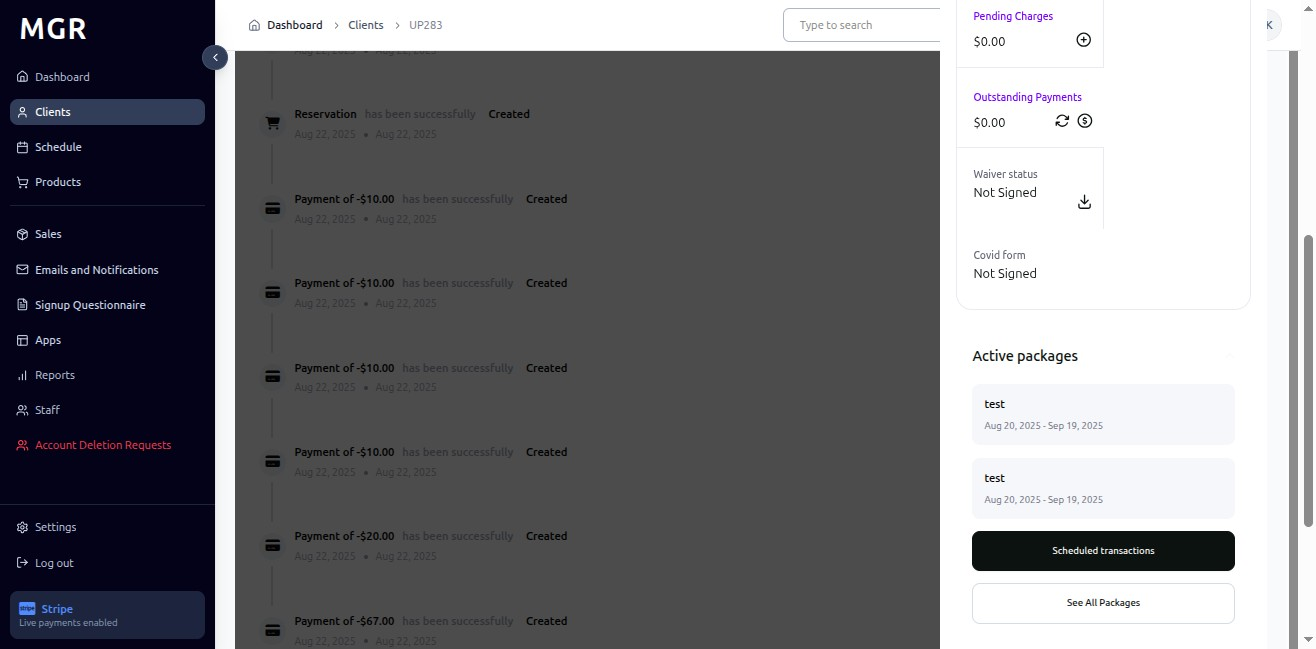 MGR
Dashboard
Clients
Schedule
Products
Sales
Emails and Notifications
Signup Questionnaire
Apps
Reports
Staff
Account Deletion Requests
Settings
Log out
stripe Stripe
Live payments enabled
Dashboard > Clients > UP283
Type to search
K
Aug 22, 2025 • Aug 22, 2025
Reservation has been successfully Created
Aug 22, 2025 • Aug 22, 2025
Payment of -$10.00 has been successfully Created
Aug 22, 2025 • Aug 22, 2025
Payment of -$10.00 has been successfully Created
Aug 22, 2025 • Aug 22, 2025
Payment of -$10.00 has been successfully Created
Aug 22, 2025 • Aug 22, 2025
Payment of -$10.00 has been successfully Created
Aug 22, 2025 • Aug 22, 2025
Payment of -$20.00 has been successfully Created
Aug 22, 2025 • Aug 22, 2025
Payment of -$67.00 has been successfully Created
Aug 22, 2025 • Aug 22, 2025
Pending Charges
$0.00
Outstanding Payments
$0.00
Waiver status
Not Signed
Covid form
Not Signed
Active packages
test
Aug 20, 2025 - Sep 19, 2025
test
Aug 20, 2025 - Sep 19, 2025
Scheduled transactions
See All Packages